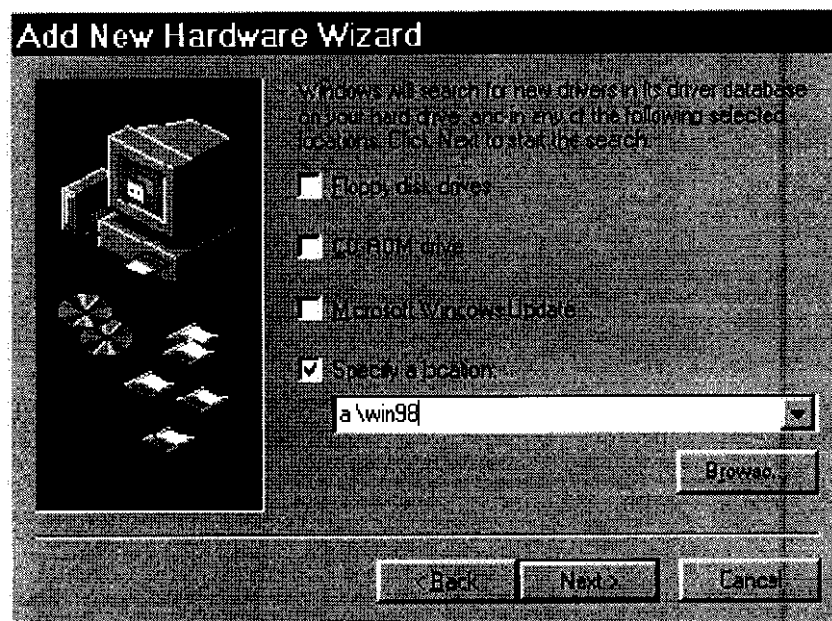 Add New Hardware Wizard
Windows will search for new drivers in its driver database
on your hard drive, and in any of the following selected
locations. Click Next to start the search.
Floppy disk drives
CD-ROM drive
Microsoft Windows Update
Specify a location:
a:\win98
Browse...
< Back
Next >
Cancel